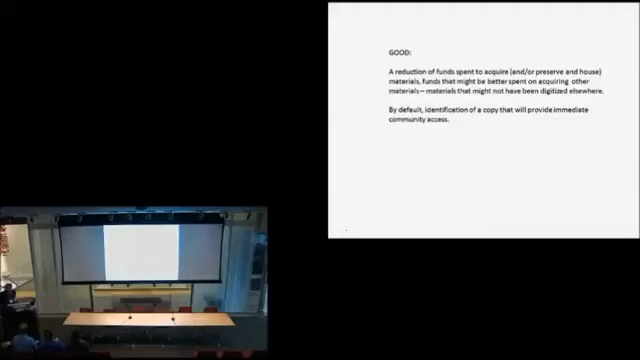 GOOD:
A reduction of funds spent to acquire (and/or preserve and house)
materials, funds that might be better spent on acquiring other
materials – materials that might not have been digitized elsewhere.
By default, identification of a copy that will provide immediate
community access.